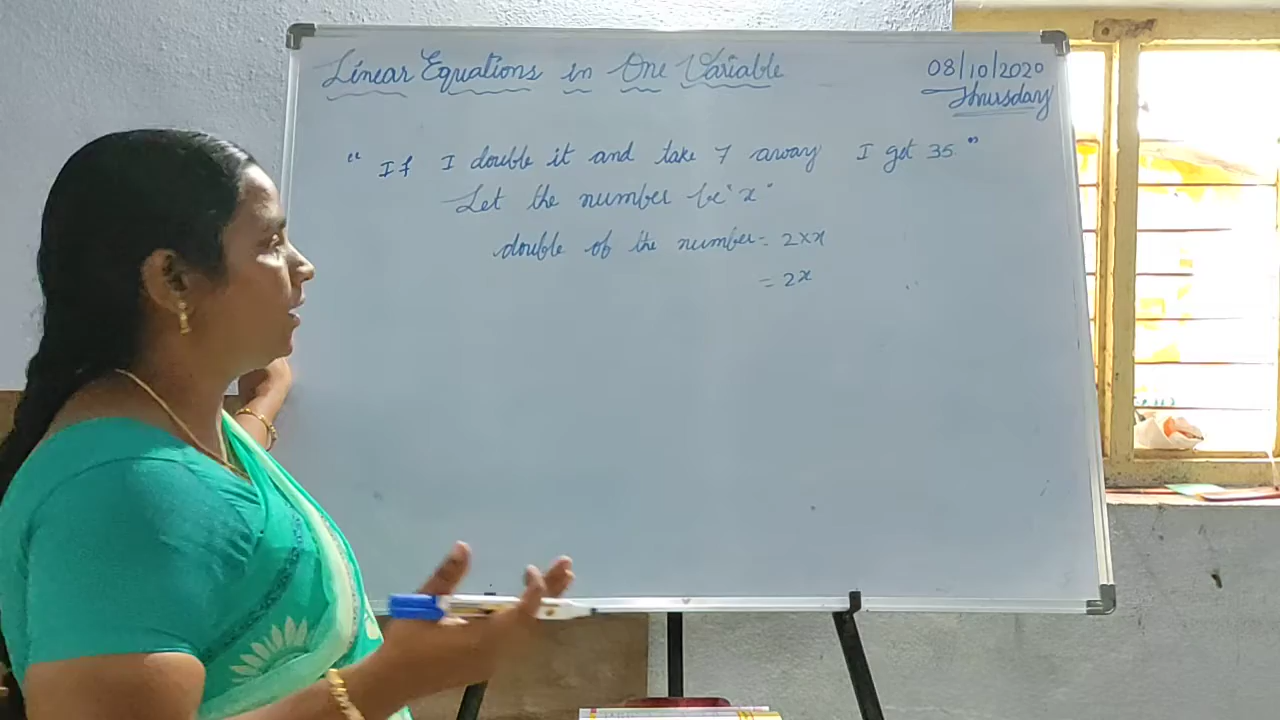 Linear Equations in One Variable
08/10/2020
Thursday
" If I double it and take 7 away I get 35 "
Let the number be "x"
double of the number = 2×x
= 2x